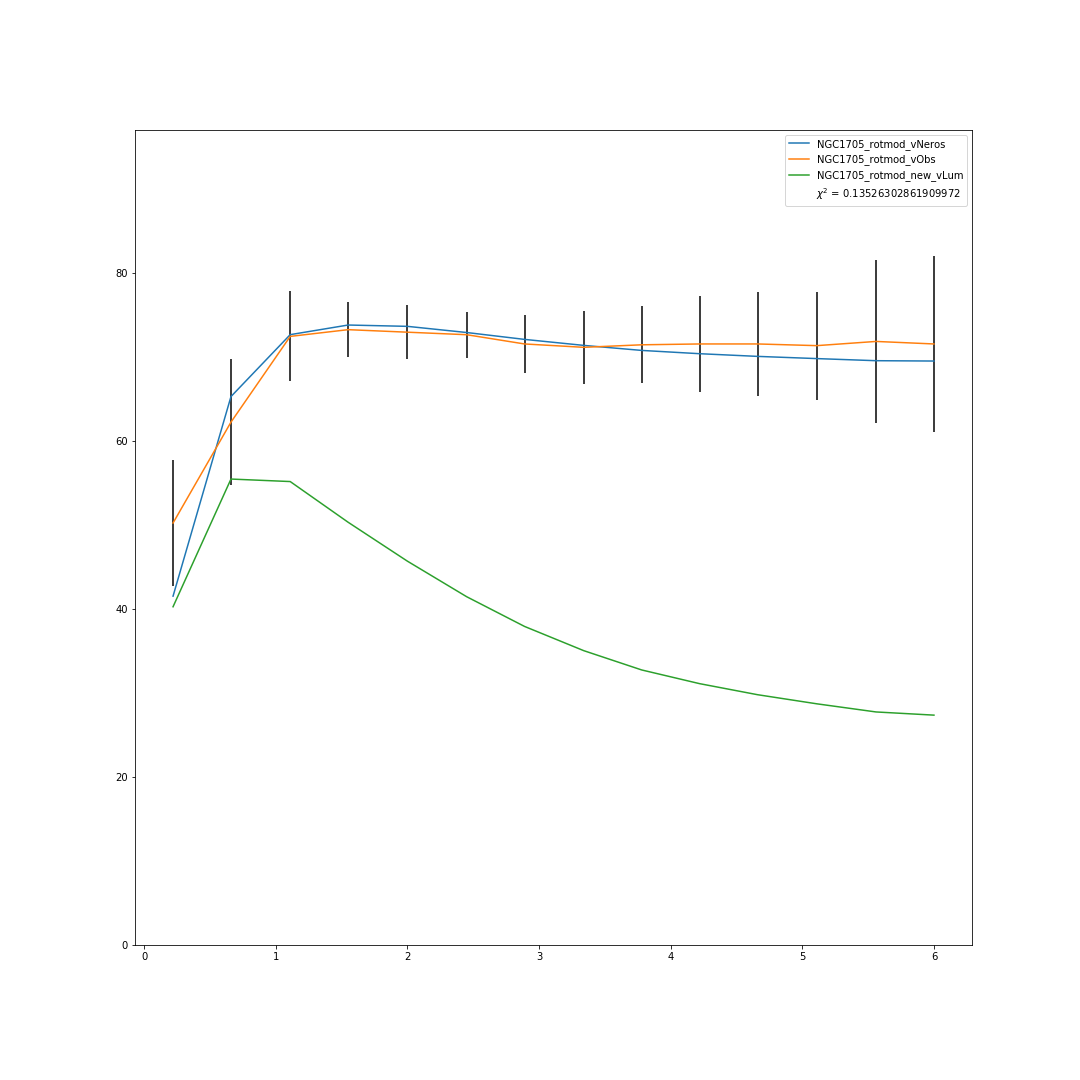 NGC1705_rotmod_vNeros
NGC1705_rotmod_vObs
NGC1705_rotmod_new_vLum
χ² = 0.13526302861909972
80
60
40
20
0
0 1 2 3 4 5 6